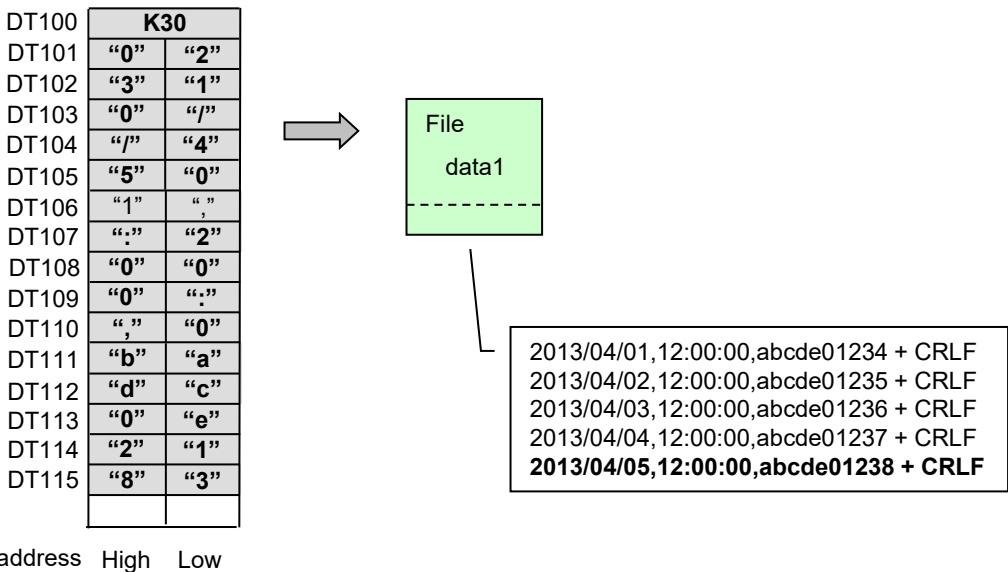 DT100 K30
DT101 “0” “2”
DT102 “3” “1”
DT103 “0” “/”
DT104 “/” “4”
DT105 “5” “0”
DT106 “1” “,”
DT107 “:” “2”
DT108 “0” “0”
DT109 “0” “:”
DT110 “,” “0”
DT111 “b” “a”
DT112 “d” “c”
DT113 “0” “e”
DT114 “2” “1”
DT115 “8” “3”
address High Low
File
data1
2013/04/01,12:00:00,abcde01234 + CRLF
2013/04/02,12:00:00,abcde01235 + CRLF
2013/04/03,12:00:00,abcde01236 + CRLF
2013/04/04,12:00:00,abcde01237 + CRLF
2013/04/05,12:00:00,abcde01238 + CRLF